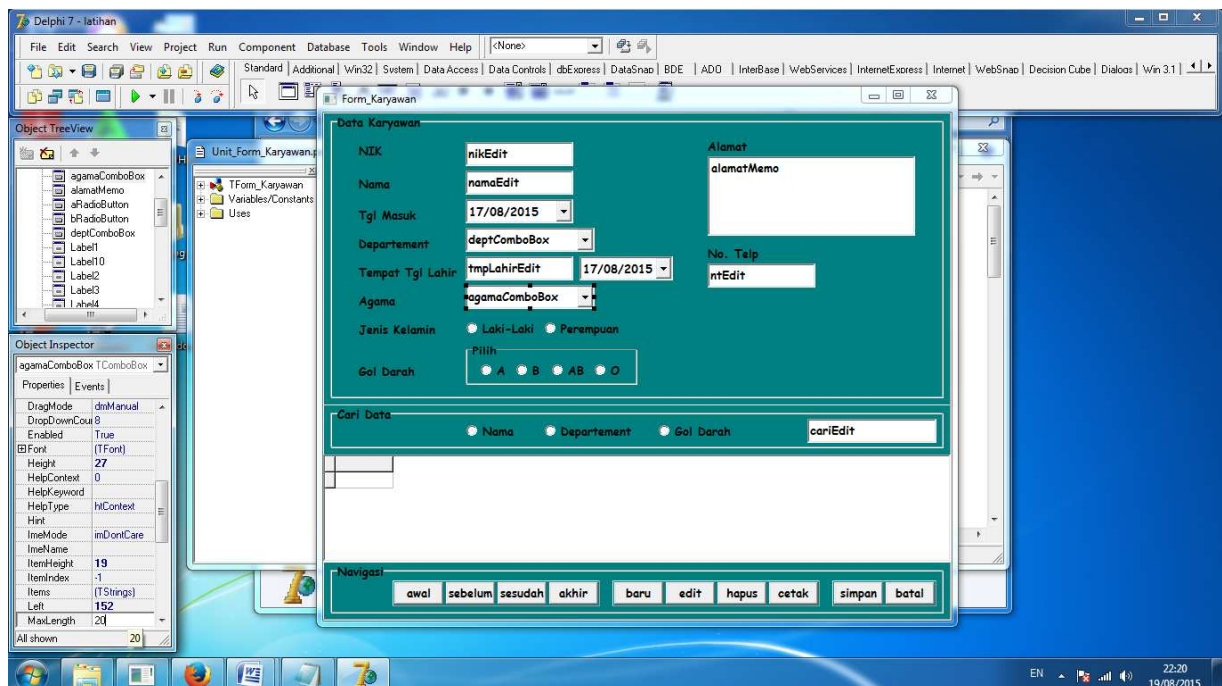 Delphi 7 - latihan
File Edit Search View Project Run Component Database Tools Window Help <None>
Standard Additional Win32 System Data Access Data Controls dbExpress DataSnap BDE ADO InterBase WebServices InternetExpress Internet WebSnap Decision Cube Dialogs Win 3.1
Object TreeView
agamaComboBox
alamatMemo
aRadioButton
bRadioButton
deptComboBox
Label1
Label10
Label2
Label3
Label4
Object Inspector
agamaComboBox TComboBox
Properties Events
DragMode dmManual
DropDownCou 8
Enabled True
Font (TFont)
Height 27
HelpContext 0
HelpKeyword
HelpType htContext
Hint
ImeMode imDontCare
ImeName
ItemHeight 19
ItemIndex -1
Items (TStrings)
Left 152
MaxLength 20
All shown 20
Unit_Form_Karyawan.p
TForm_Karyawan
Variables/Constants
Uses
Form_Karyawan
Data Karyawan
NIK nikEdit
Nama namaEdit
Tgl Masuk 17/08/2015
Departement deptComboBox
Tempat Tgl Lahir tmpLahirEdit 17/08/2015
Agama agamaComboBox
Jenis Kelamin Laki-Laki Perempuan
Pilih
Gol Darah A B AB O
Alamat
alamatMemo
No. Telp
ntEdit
Cari Data
Nama Departement Gol Darah cariEdit
Navigasi
awal sebelum sesudah akhir baru edit hapus cetak simpan batal
EN 22:20
19/08/2015